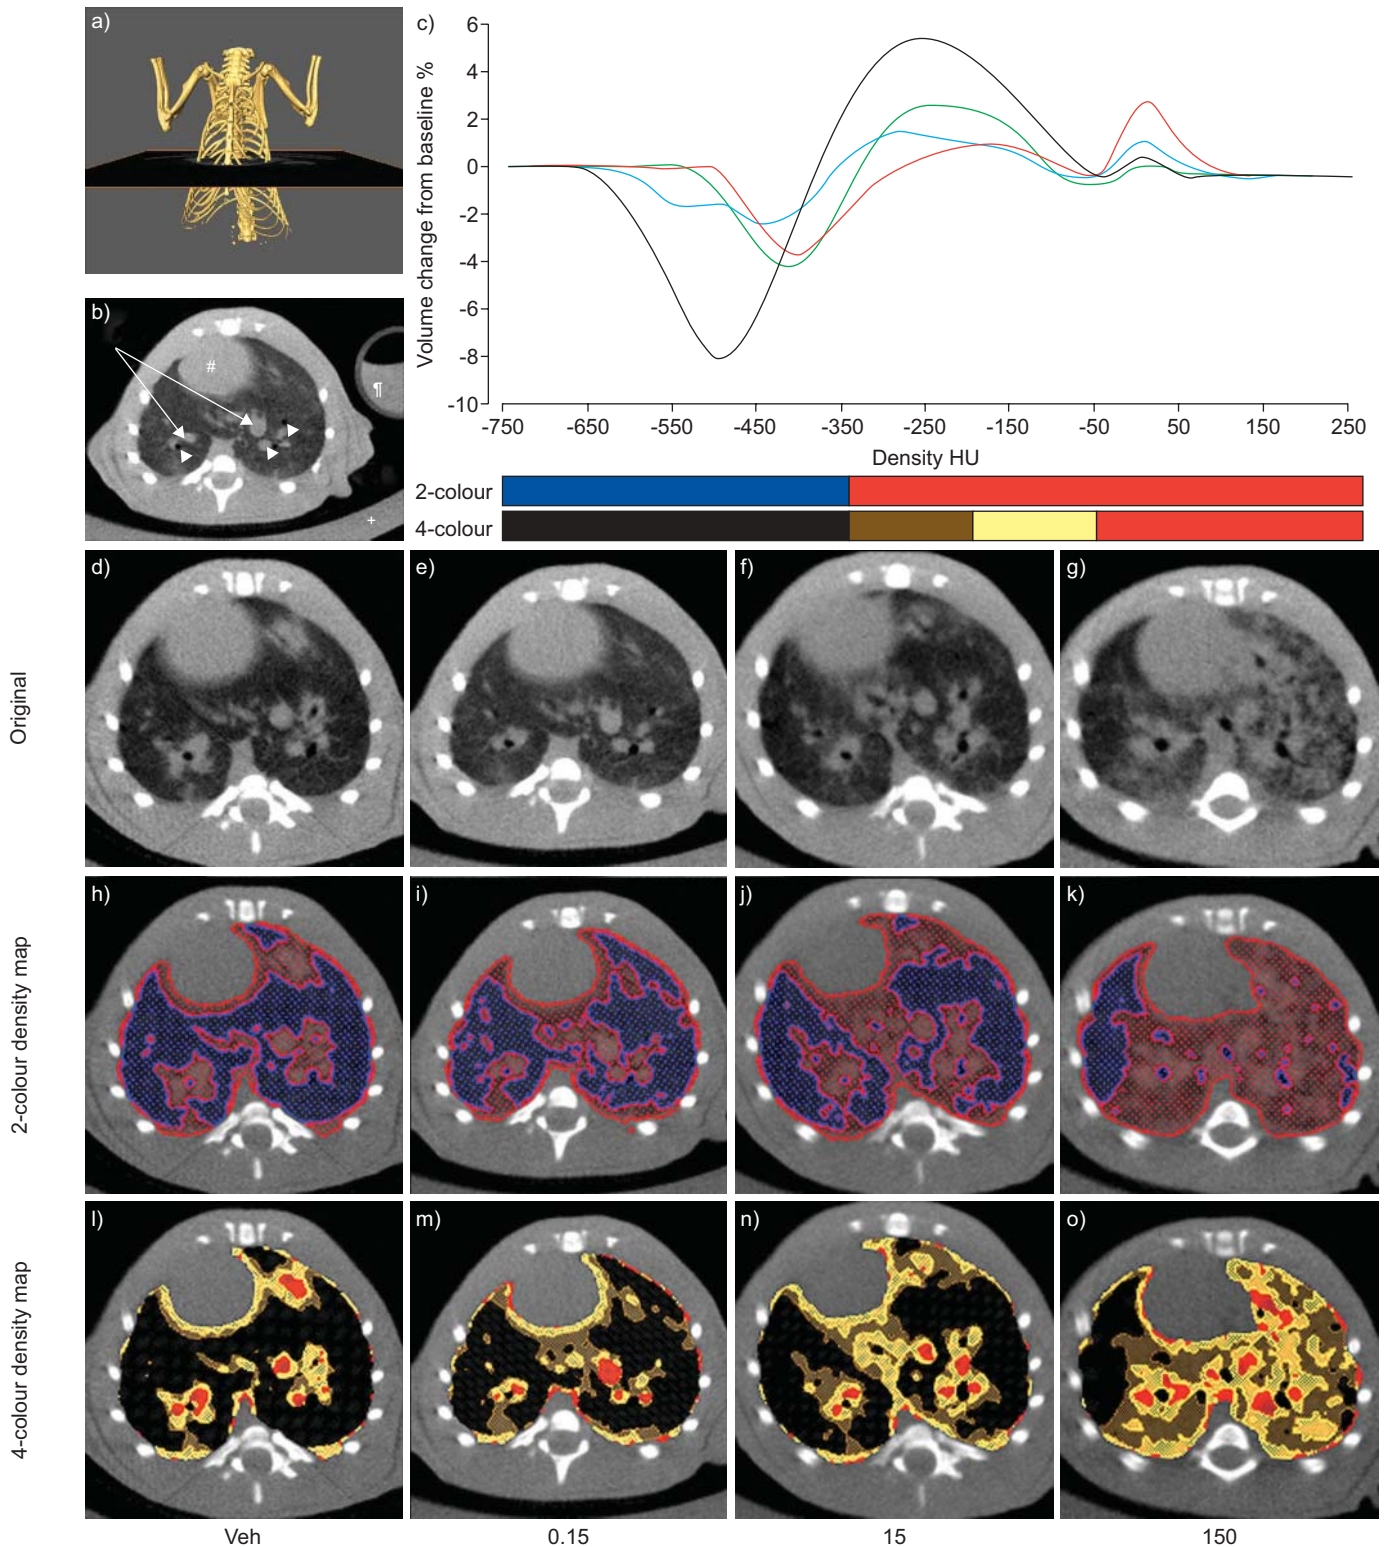 a)
c)
Volume change from baseline %
6
4
2
0
-2
-4
-6
-8
-10
-750 -650 -550 -450 -350 -250 -150 -50 50 150 250
Density HU
2-colour
4-colour
b)
#
¶
+
Original
d) e) f) g)
2-colour density map
h) i) j) k)
4-colour density map
l) m) n) o)
Veh 0.15 15 150